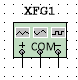 XFG1
+ COM -